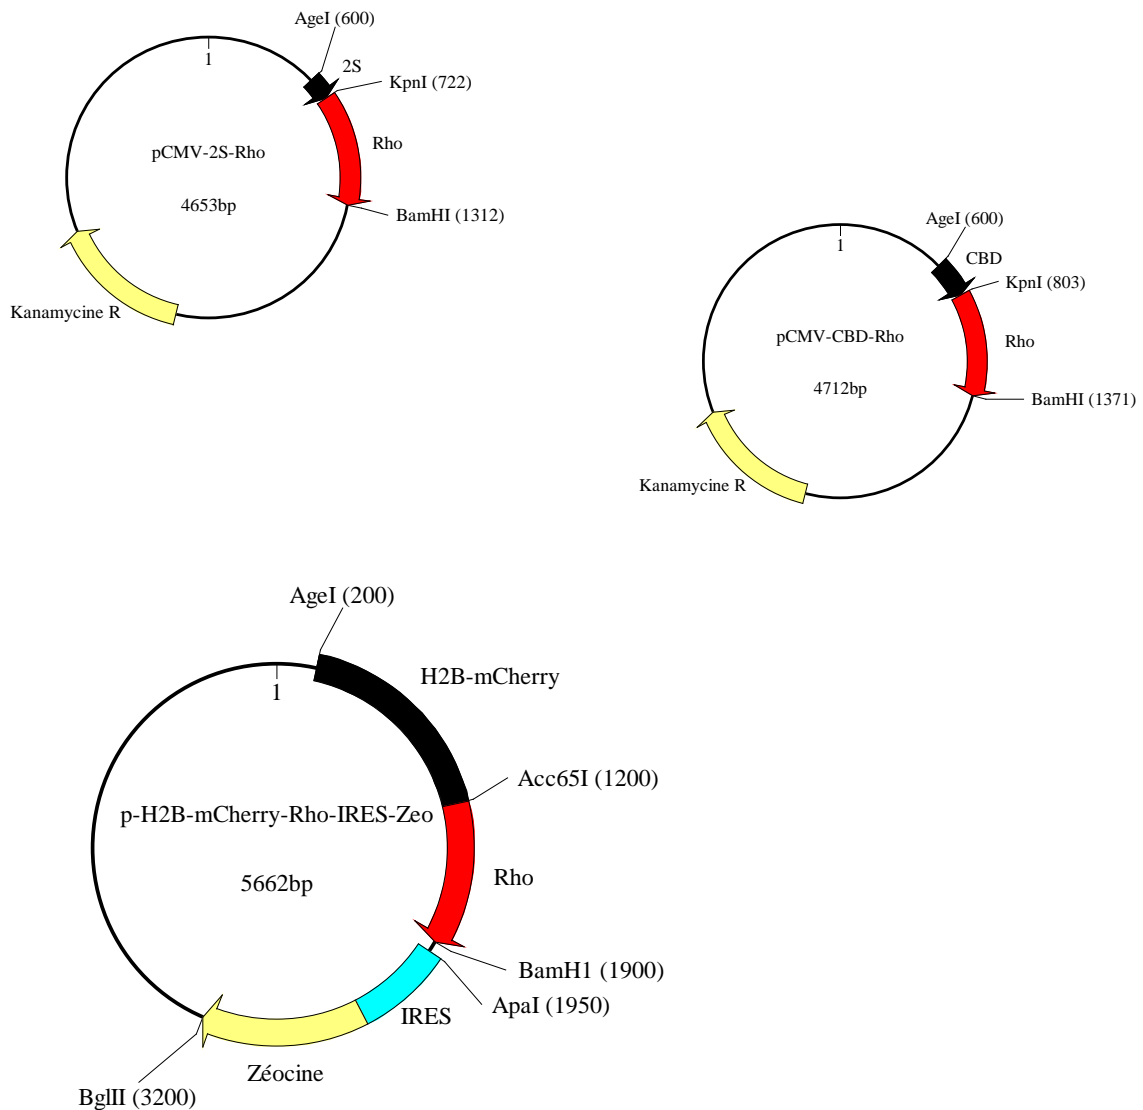 AgeI (600)
1
2S
KpnI (722)
pCMV-2S-Rho
Rho
4653bp
BamHI (1312)
Kanamycine R
AgeI (600)
1
CBD
KpnI (803)
pCMV-CBD-Rho
Rho
4712bp
BamHI (1371)
Kanamycine R
AgeI (200)
1
H2B-mCherry
Acc65I (1200)
p-H2B-mCherry-Rho-IRES-Zeo
5662bp
Rho
BamH1 (1900)
ApaI (1950)
IRES
Zéocine
BglII (3200)